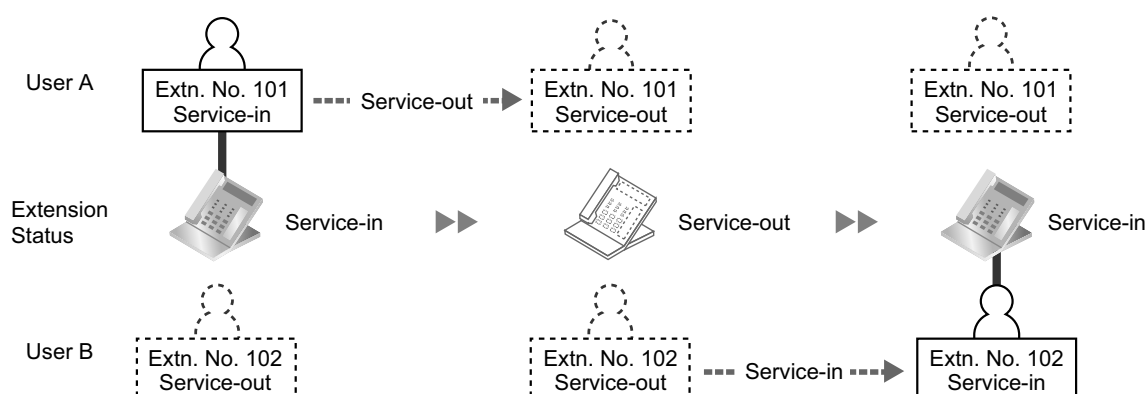 User A
Extn. No. 101
Service-in
Service-out
Extn. No. 101
Service-out
Extn. No. 101
Service-out
Extension
Status
Service-in
Service-out
Service-in
User B
Extn. No. 102
Service-out
Extn. No. 102
Service-out
Service-in
Extn. No. 102
Service-in